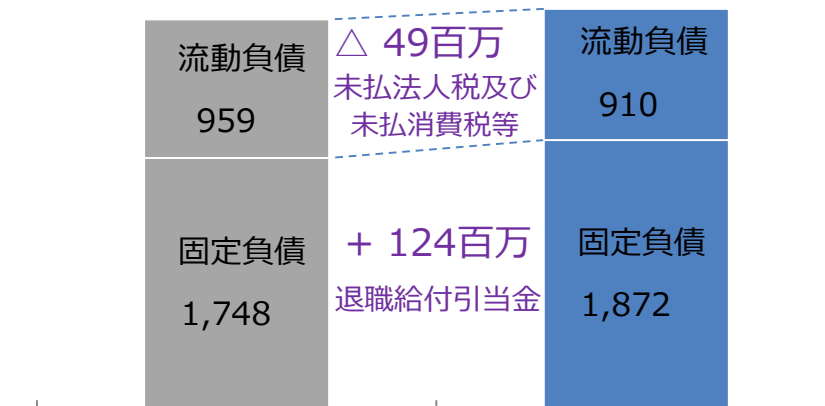 流動負債
959
△ 49百万
未払法人税及び
未払消費税等
流動負債
910
固定負債
1,748
+ 124百万
退職給付引当金
固定負債
1,872